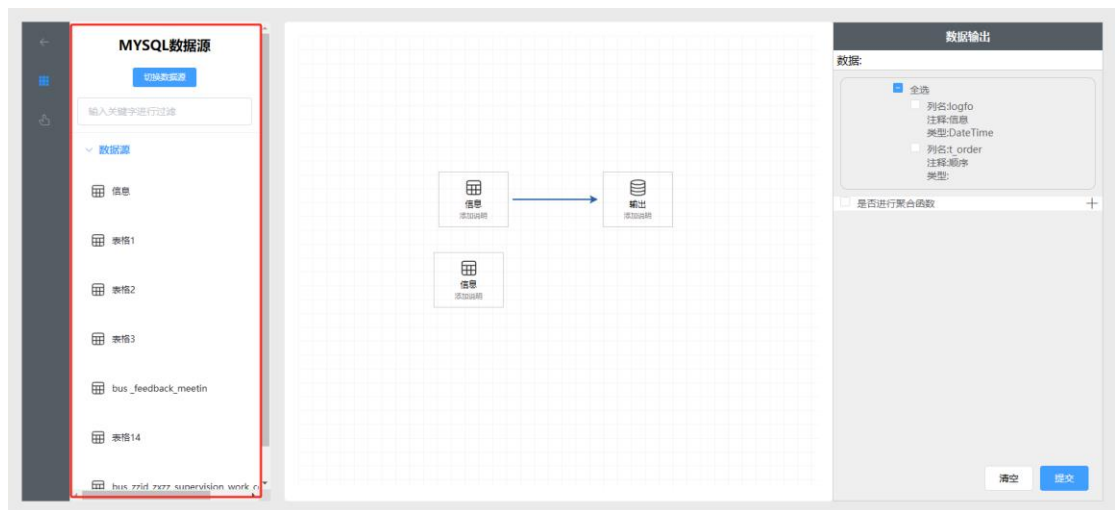 MYSQL数据源
切换数据源
输入关键字进行过滤
数据源
信息
表格1
表格2
表格3
bus_feedback_meetin
表格14
bus_zzid_zxzz_supervision_work_c
信息
添加说明
输出
添加说明
信息
添加说明
数据输出
数据:
全选
列名:logfo
注释:信息
类型:DateTime
列名:t_order
注释:顺序
类型:
是否进行聚合函数
清空
提交